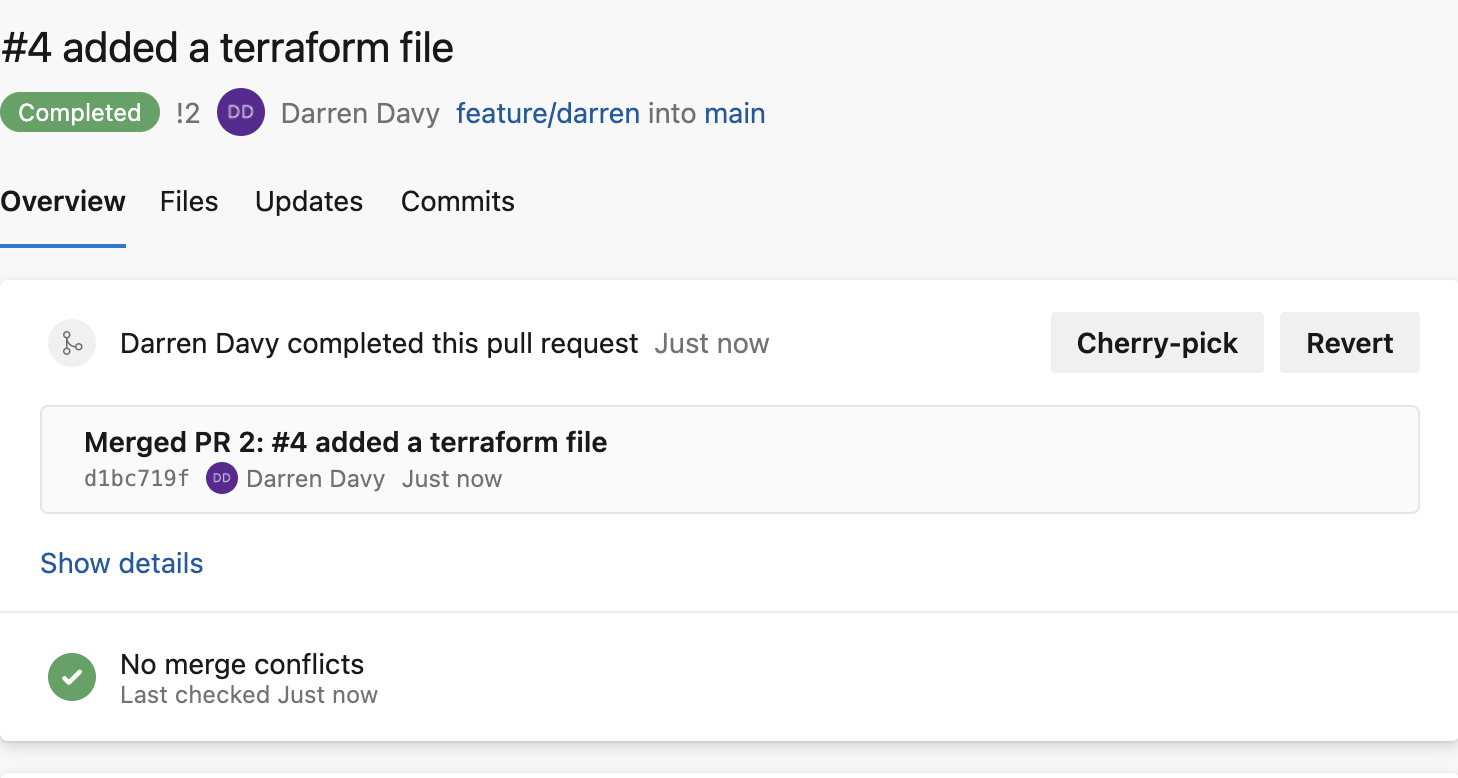 #4 added a terraform file
Completed !2 DD Darren Davy feature/darren into main
Overview Files Updates Commits
Darren Davy completed this pull request Just now Cherry-pick Revert
Merged PR 2: #4 added a terraform file
d1bc719f DD Darren Davy Just now
Show details
No merge conflicts
Last checked Just now